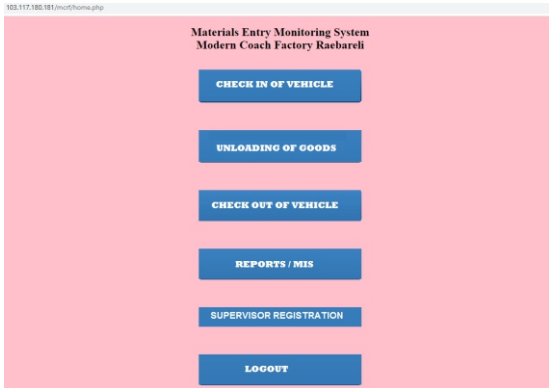 103.117.180.181/mcrf/home.php
Materials Entry Monitoring System
Modern Coach Factory Raebareli
CHECK IN OF VEHICLE
UNLOADING OF GOODS
CHECK OUT OF VEHICLE
REPORTS / MIS
SUPERVISOR REGISTRATION
LOGOUT